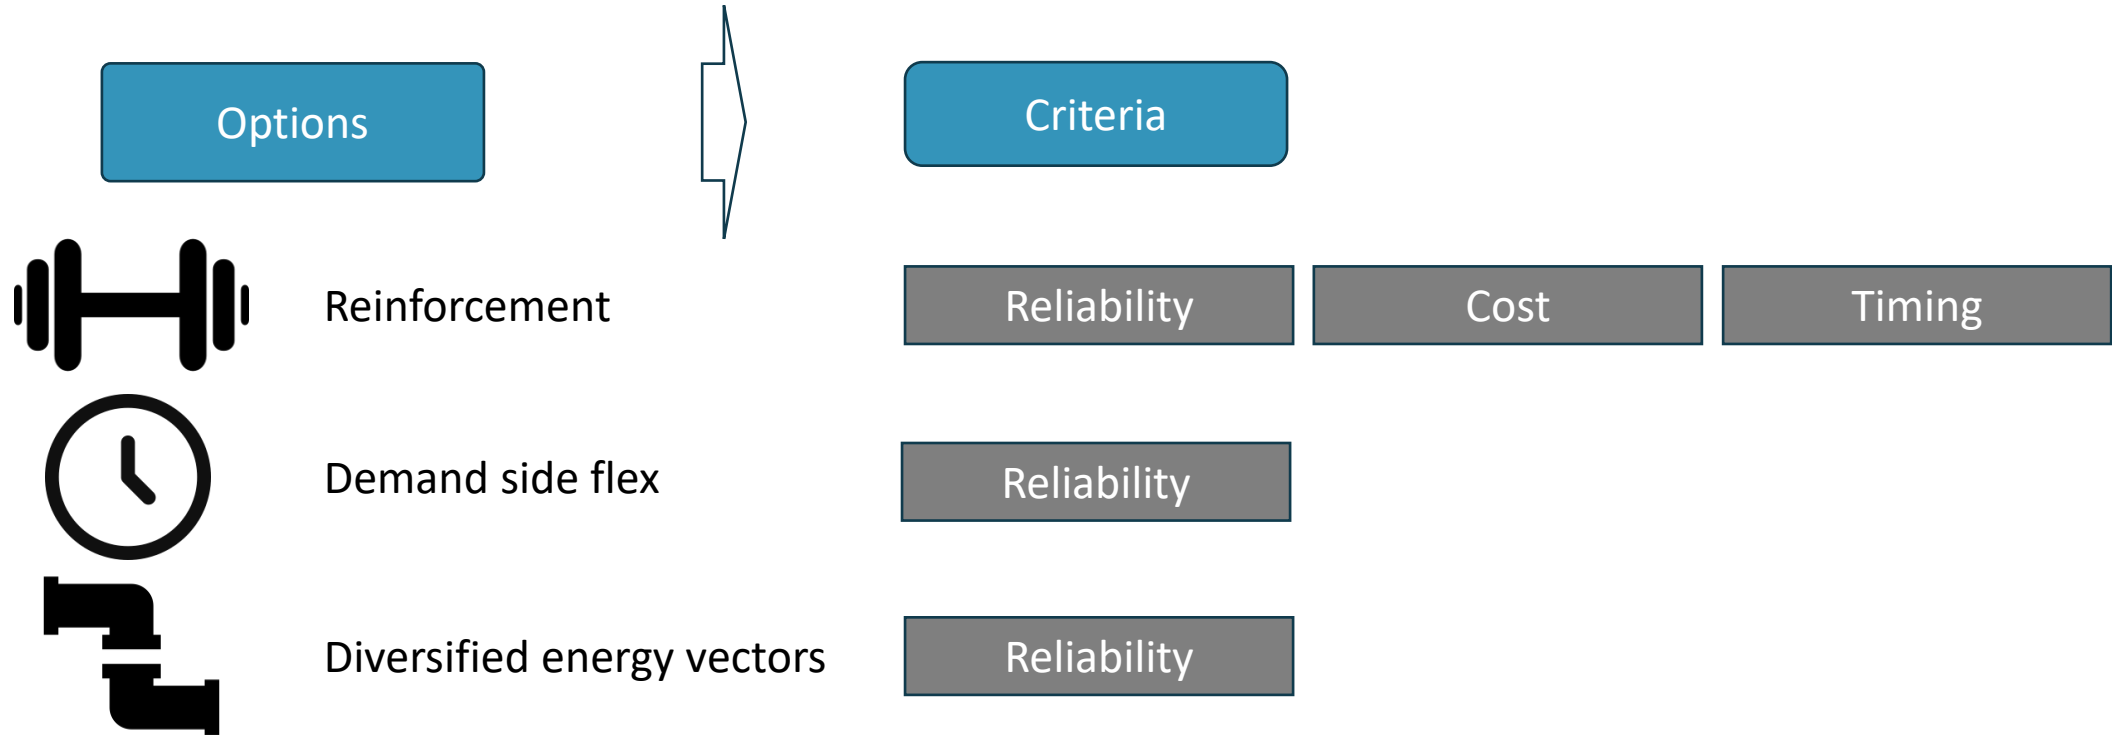 Options
Criteria
Reinforcement
Reliability
Cost
Timing
Demand side flex
Reliability
Diversified energy vectors
Reliability